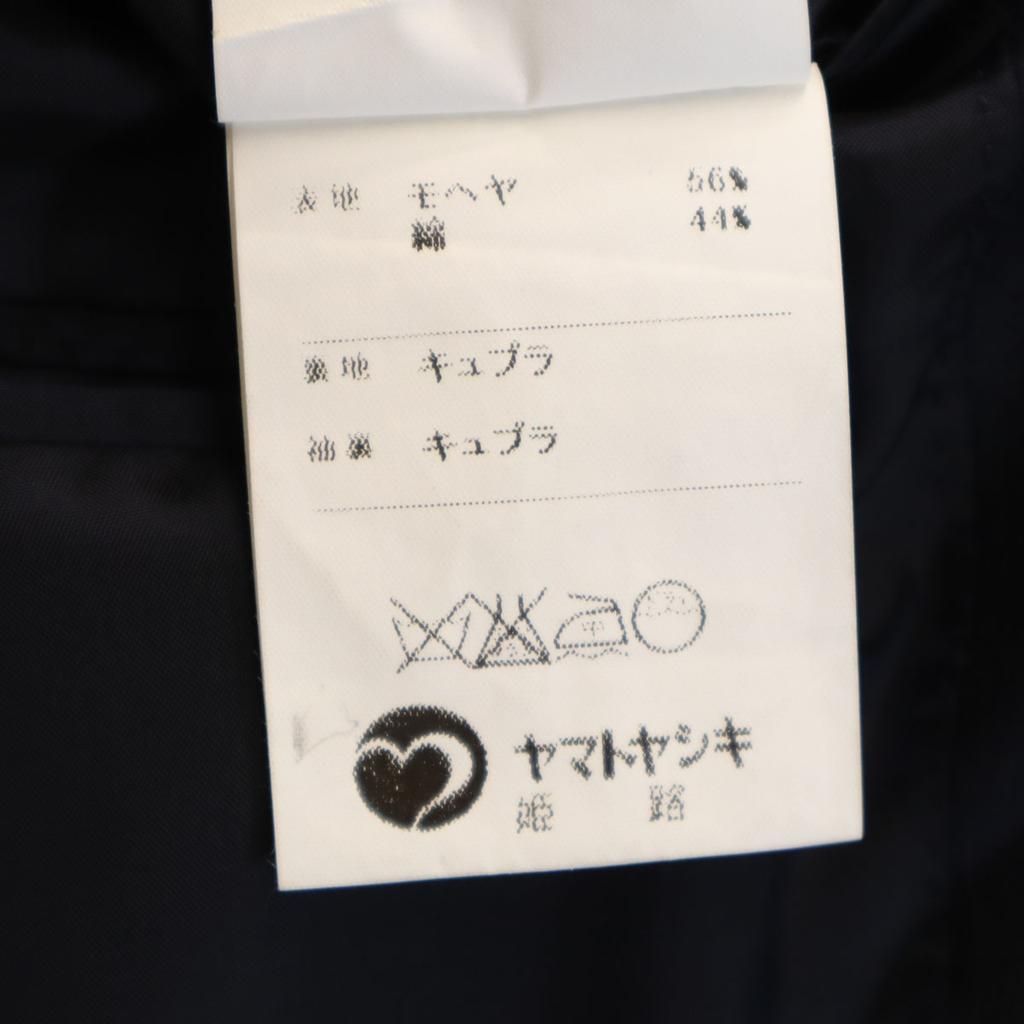 表地 モヘヤ 56%
綿 44%
裏地 キュプラ
袖裏 キュプラ
中
ヤマトヤシキ
姫路